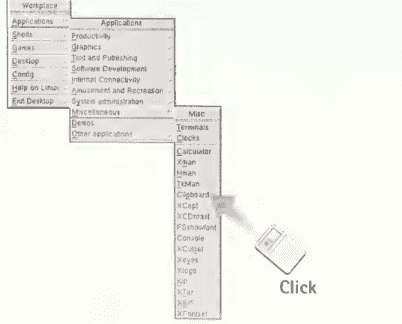 Workplace
Applications
Shells
Games
Desktop
Config
Help on Linux
Exit Desktop
Applications
Productivity
Graphics
Text and Publishing
Software Development
Internet Connectivity
Amusement and Recreation
System administration
Miscellaneous
Demos
Other applications
Misc
Terminals
Clocks
Calculator
Xman
Hman
TkMan
Clipboard
XCept
XCDroast
FSshowfont
Console
XCutsel
Xeyes
Xlogo
Xtar
Click